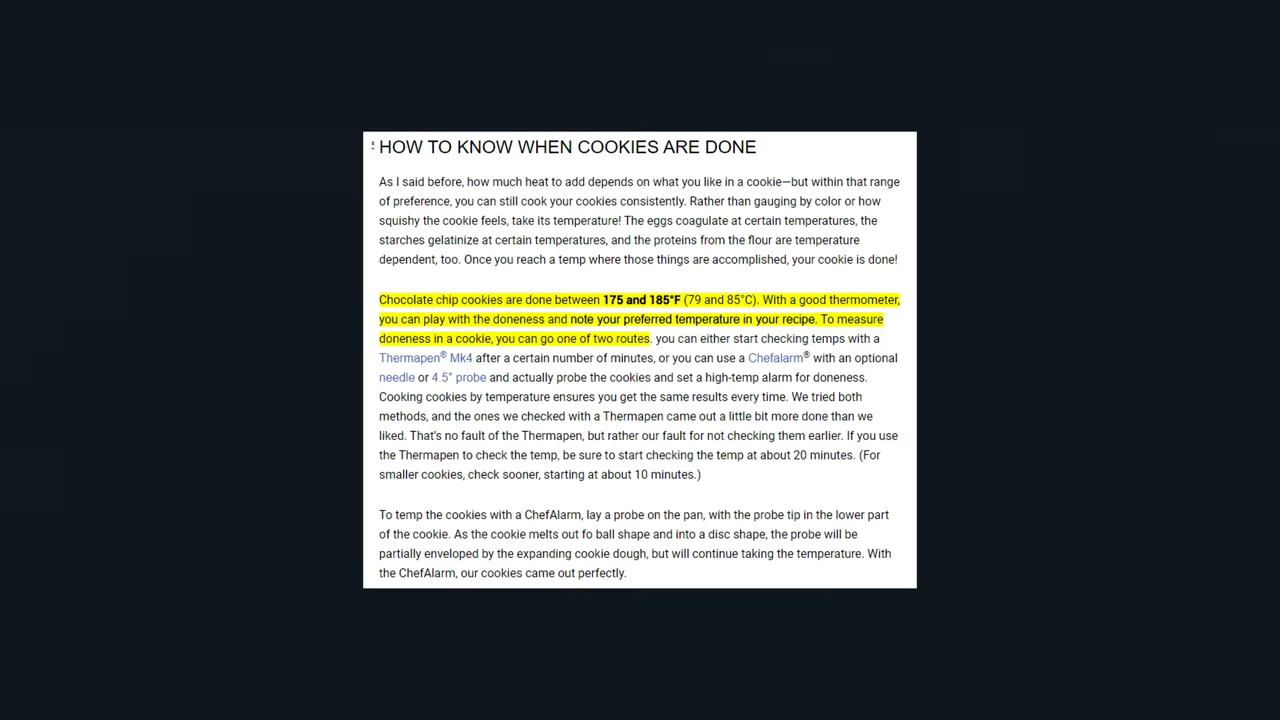 HOW TO KNOW WHEN COOKIES ARE DONE
As I said before, how much heat to add depends on what you like in a cookie—but within that range
of preference, you can still cook your cookies consistently. Rather than gauging by color or how
squishy the cookie feels, take its temperature! The eggs coagulate at certain temperatures, the
starches gelatinize at certain temperatures, and the proteins from the flour are temperature
dependent, too. Once you reach a temp where those things are accomplished, your cookie is done!
Chocolate chip cookies are done between 175 and 185°F (79 and 85°C). With a good thermometer,
you can play with the doneness and note your preferred temperature in your recipe. To measure
doneness in a cookie, you can go one of two routes. you can either start checking temps with a
Thermapen® Mk4 after a certain number of minutes, or you can use a Chefalarm® with an optional
needle or 4.5" probe and actually probe the cookies and set a high-temp alarm for doneness.
Cooking cookies by temperature ensures you get the same results every time. We tried both
methods, and the ones we checked with a Thermapen came out a little bit more done than we
liked. That's no fault of the Thermapen, but rather our fault for not checking them earlier. If you use
the Thermapen to check the temp, be sure to start checking the temp at about 20 minutes. (For
smaller cookies, check sooner, starting at about 10 minutes.)
To temp the cookies with a ChefAlarm, lay a probe on the pan, with the probe tip in the lower part
of the cookie. As the cookie melts out fo ball shape and into a disc shape, the probe will be
partially enveloped by the expanding cookie dough, but will continue taking the temperature. With
the ChefAlarm, our cookies came out perfectly.